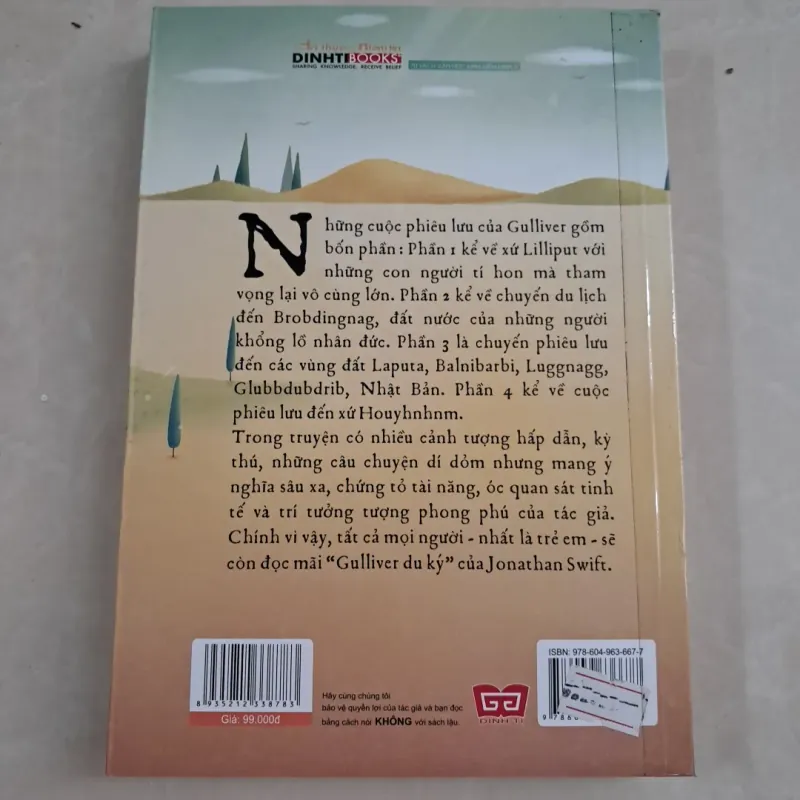 DINHTIBOOKS
SHARING KNOWLEDGE, RECEIVE BELIEF
Những cuộc phiêu lưu của Gulliver gồm
bốn phần: Phần 1 kể về xứ Lilliput với
những con người tí hon mà tham
vọng lại vô cùng lớn. Phần 2 kể về chuyến du lịch
đến Brobdingnag, đất nước của những người
khổng lồ nhân đức. Phần 3 là chuyến phiêu lưu
đến các vùng đất Laputa, Balnibarbi, Luggnagg,
Glubbdubdrib, Nhật Bản. Phần 4 kể về cuộc
phiêu lưu đến xứ Houyhnhnm.
Trong truyện có nhiều cảnh tượng hấp dẫn, kỳ
thú, những câu chuyện dí dỏm nhưng mang ý
nghĩa sâu xa, chứng tỏ tài năng, óc quan sát tinh
tế và trí tưởng tượng phong phú của tác giả.
Chính vì vậy, tất cả mọi người - nhất là trẻ em - sẽ
còn đọc mãi “Gulliver du ký” của Jonathan Swift.
8 935212 338783
Giá: 99.000đ
Hãy cùng chúng tôi
bảo vệ quyền lợi của tác giả và bạn đọc
bằng cách nói KHÔNG với sách lậu.
DINH TI
ISBN: 978-604-963-667-7